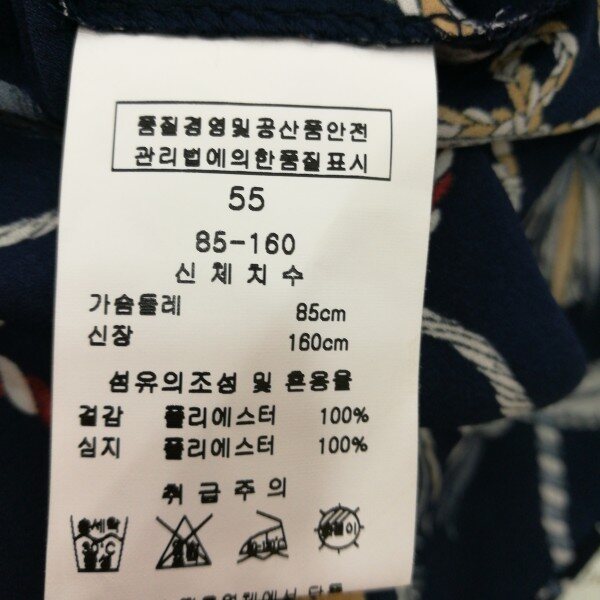 품질경영및공산품안전
관리법에의한품질표시
55
85-160
신체치수
가슴둘레 85cm
신장 160cm
섬유의조성 및 혼용율
겉감 폴리에스터 100%
심지 폴리에스터 100%
취급주의